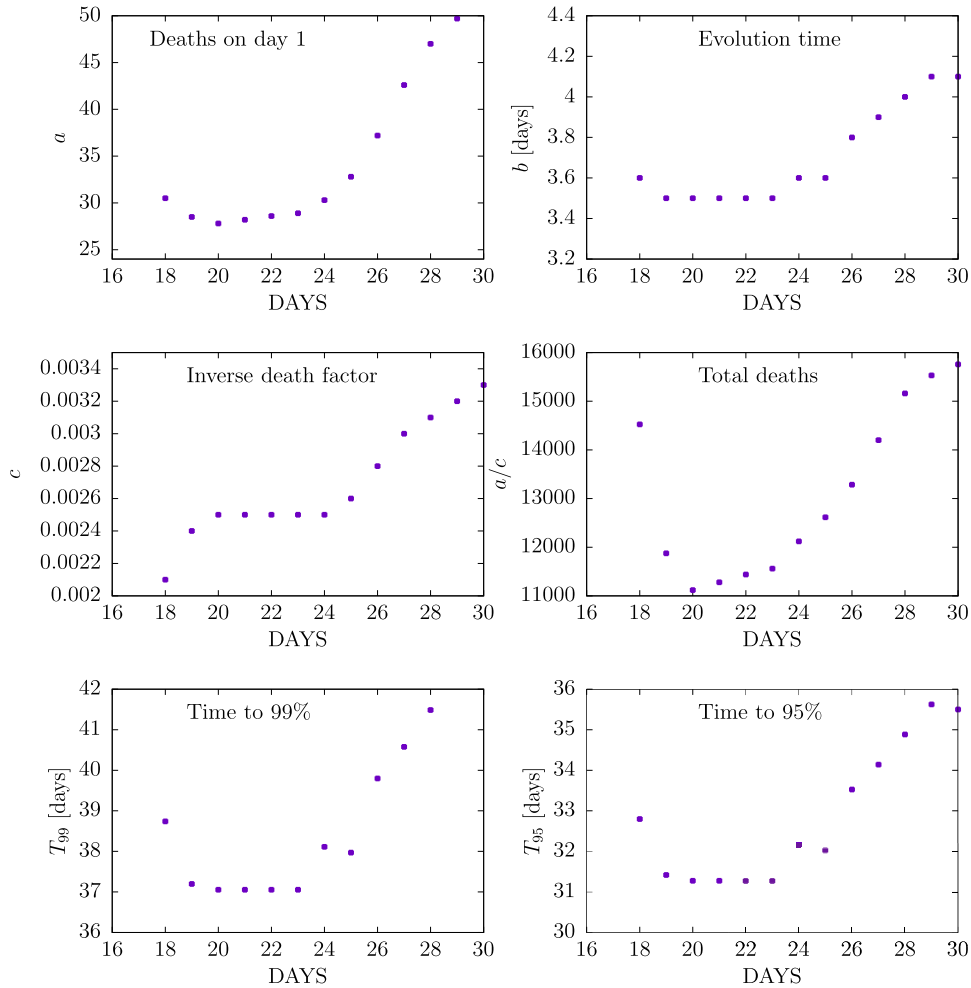 Deaths on day 1
50
45
40
35
30
25
a
16 18 20 22 24 26 28 30
DAYS
Evolution time
4.4
4.2
4
3.8
3.6
3.4
3.2
b [days]
16 18 20 22 24 26 28 30
DAYS
Inverse death factor
0.0034
0.0032
0.003
0.0028
0.0026
0.0024
0.0022
0.002
c
16 18 20 22 24 26 28 30
DAYS
Total deaths
16000
15000
14000
13000
12000
11000
a/c
16 18 20 22 24 26 28 30
DAYS
Time to 99%
42
41
40
39
38
37
36
T₉₉ [days]
16 18 20 22 24 26 28 30
DAYS
Time to 95%
36
35
34
33
32
31
30
T₉₅ [days]
16 18 20 22 24 26 28 30
DAYS